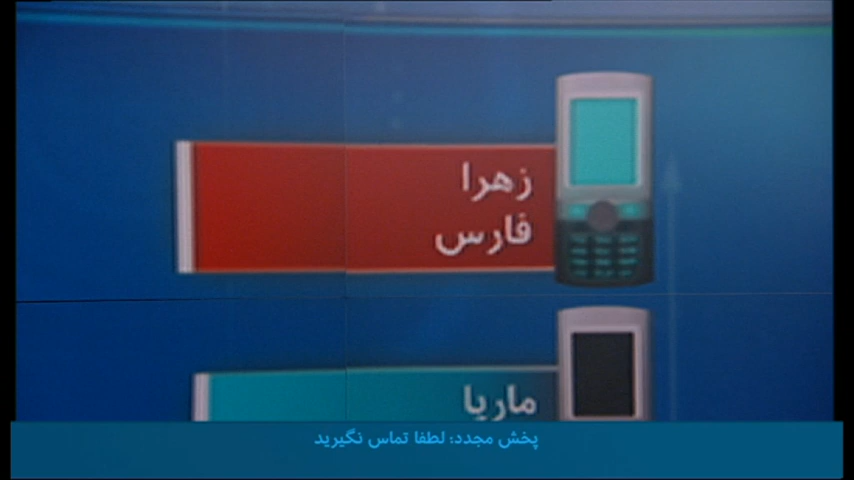 زهرا
فارس
ماریا
پخش مجدد؛ لطفا تماس نگیرید